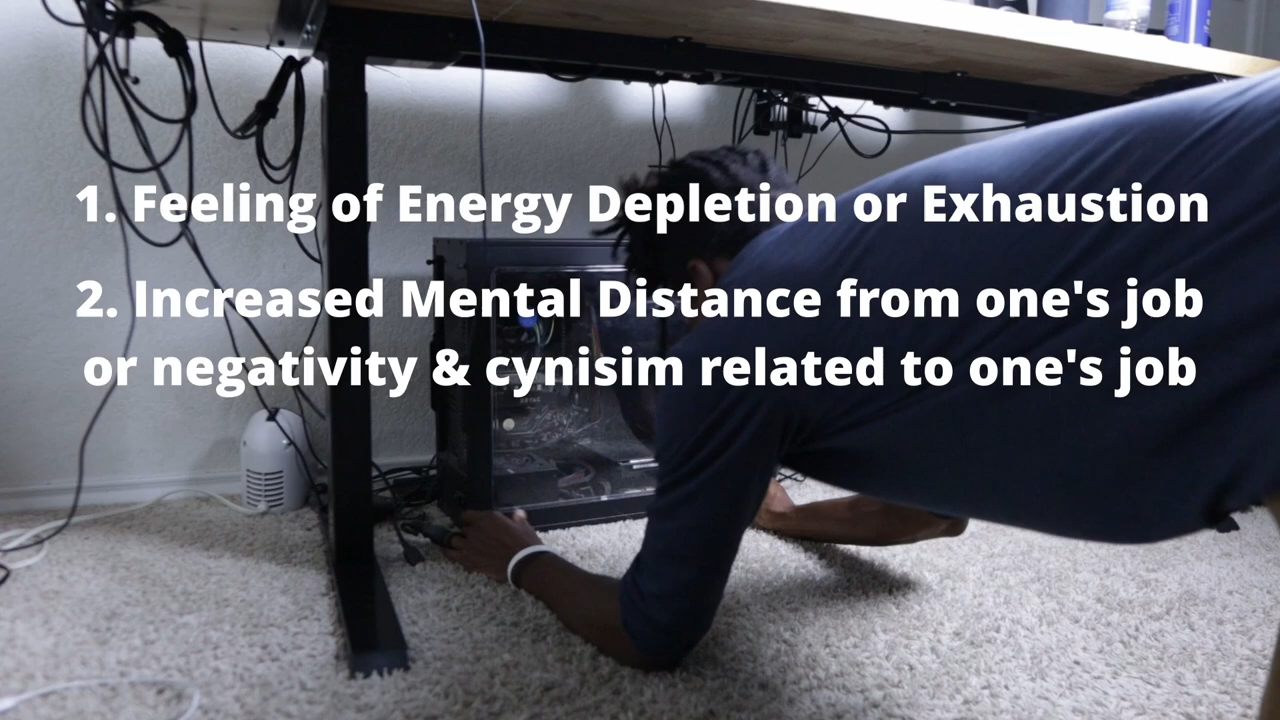 1. Feeling of Energy Depletion or Exhaustion
2. Increased Mental Distance from one's job
or negativity & cynisim related to one's job